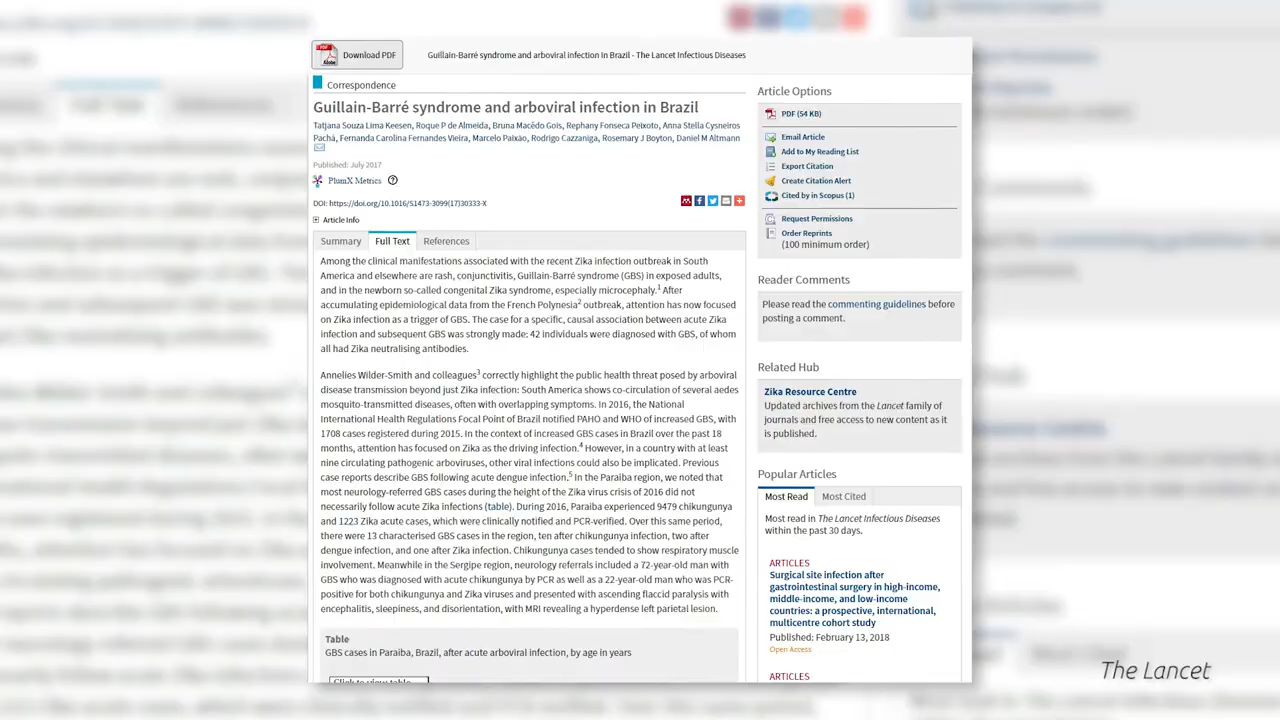 Download PDF
Guillain-Barré syndrome and arboviral infection in Brazil - The Lancet Infectious Diseases
Correspondence
Guillain-Barré syndrome and arboviral infection in Brazil
Tatjana Souza Lima Keesen, Roque P de Almeida, Bruna Macêdo Gois, Rephany Fonseca Peixoto, Anna Stella Cysneiros
Pachá, Fernanda Carolina Fernandes Vieira, Marcelo Paixão, Rodrigo Cazzaniga, Rosemary J Boyton, Daniel M Altmann
Published: July 2017
PlumX Metrics
DOI: https://doi.org/10.1016/S1473-3099(17)30333-X
Article Info
Summary
Full Text
References
Among the clinical manifestations associated with the recent Zika infection outbreak in South
America and elsewhere are rash, conjunctivitis, Guillain-Barré syndrome (GBS) in exposed adults,
and in the newborn so-called congenital Zika syndrome, especially microcephaly.1 After
accumulating epidemiological data from the French Polynesia2 outbreak, attention has now focused
on Zika infection as a trigger of GBS. The case for a specific, causal association between acute Zika
infection and subsequent GBS was strongly made: 42 individuals were diagnosed with GBS, of whom
all had Zika neutralising antibodies.
Annelies Wilder-Smith and colleagues3 correctly highlight the public health threat posed by arboviral
disease transmission beyond just Zika infection: South America shows co-circulation of several aedes
mosquito-transmitted diseases, often with overlapping symptoms. In 2016, the National
International Health Regulations Focal Point of Brazil notified PAHO and WHO of increased GBS, with
1708 cases registered during 2015. In the context of increased GBS cases in Brazil over the past 18
months, attention has focused on Zika as the driving infection.4 However, in a country with at least
nine circulating pathogenic arboviruses, other viral infections could also be implicated. Previous
case reports describe GBS following acute dengue infection.5 In the Paraiba region, we noted that
most neurology-referred GBS cases during the height of the Zika virus crisis of 2016 did not
necessarily follow acute Zika infections (table). During 2016, Paraiba experienced 9479 chikungunya
and 1223 Zika acute cases, which were clinically notified and PCR-verified. Over this same period,
there were 13 characterised GBS cases in the region, ten after chikungunya infection, two after
dengue infection, and one after Zika infection. Chikungunya cases tended to show respiratory muscle
involvement. Meanwhile in the Sergipe region, neurology referrals included a 72-year-old man with
GBS who was diagnosed with acute chikungunya by PCR as well as a 22-year-old man who was PCR-
positive for both chikungunya and Zika viruses and presented with ascending flaccid paralysis with
encephalitis, sleepiness, and disorientation, with MRI revealing a hyperdense left parietal lesion.
Table
GBS cases in Paraiba, Brazil, after acute arboviral infection, by age in years
Click to view table
Article Options
PDF (54 KB)
Email Article
Add to My Reading List
Export Citation
Create Citation Alert
Cited by in Scopus (1)
Request Permissions
Order Reprints
(100 minimum order)
Reader Comments
Please read the commenting guidelines before
posting a comment.
Related Hub
Zika Resource Centre
Updated archives from the Lancet family of
journals and free access to new content as it
is published.
Popular Articles
Most Read
Most Cited
Most read in The Lancet Infectious Diseases
within the past 30 days.
ARTICLES
Surgical site infection after
gastrointestinal surgery in high-income,
middle-income, and low-income
countries: a prospective, international,
multicentre cohort study
Published: February 13, 2018
Open Access
ARTICLES
The Lancet